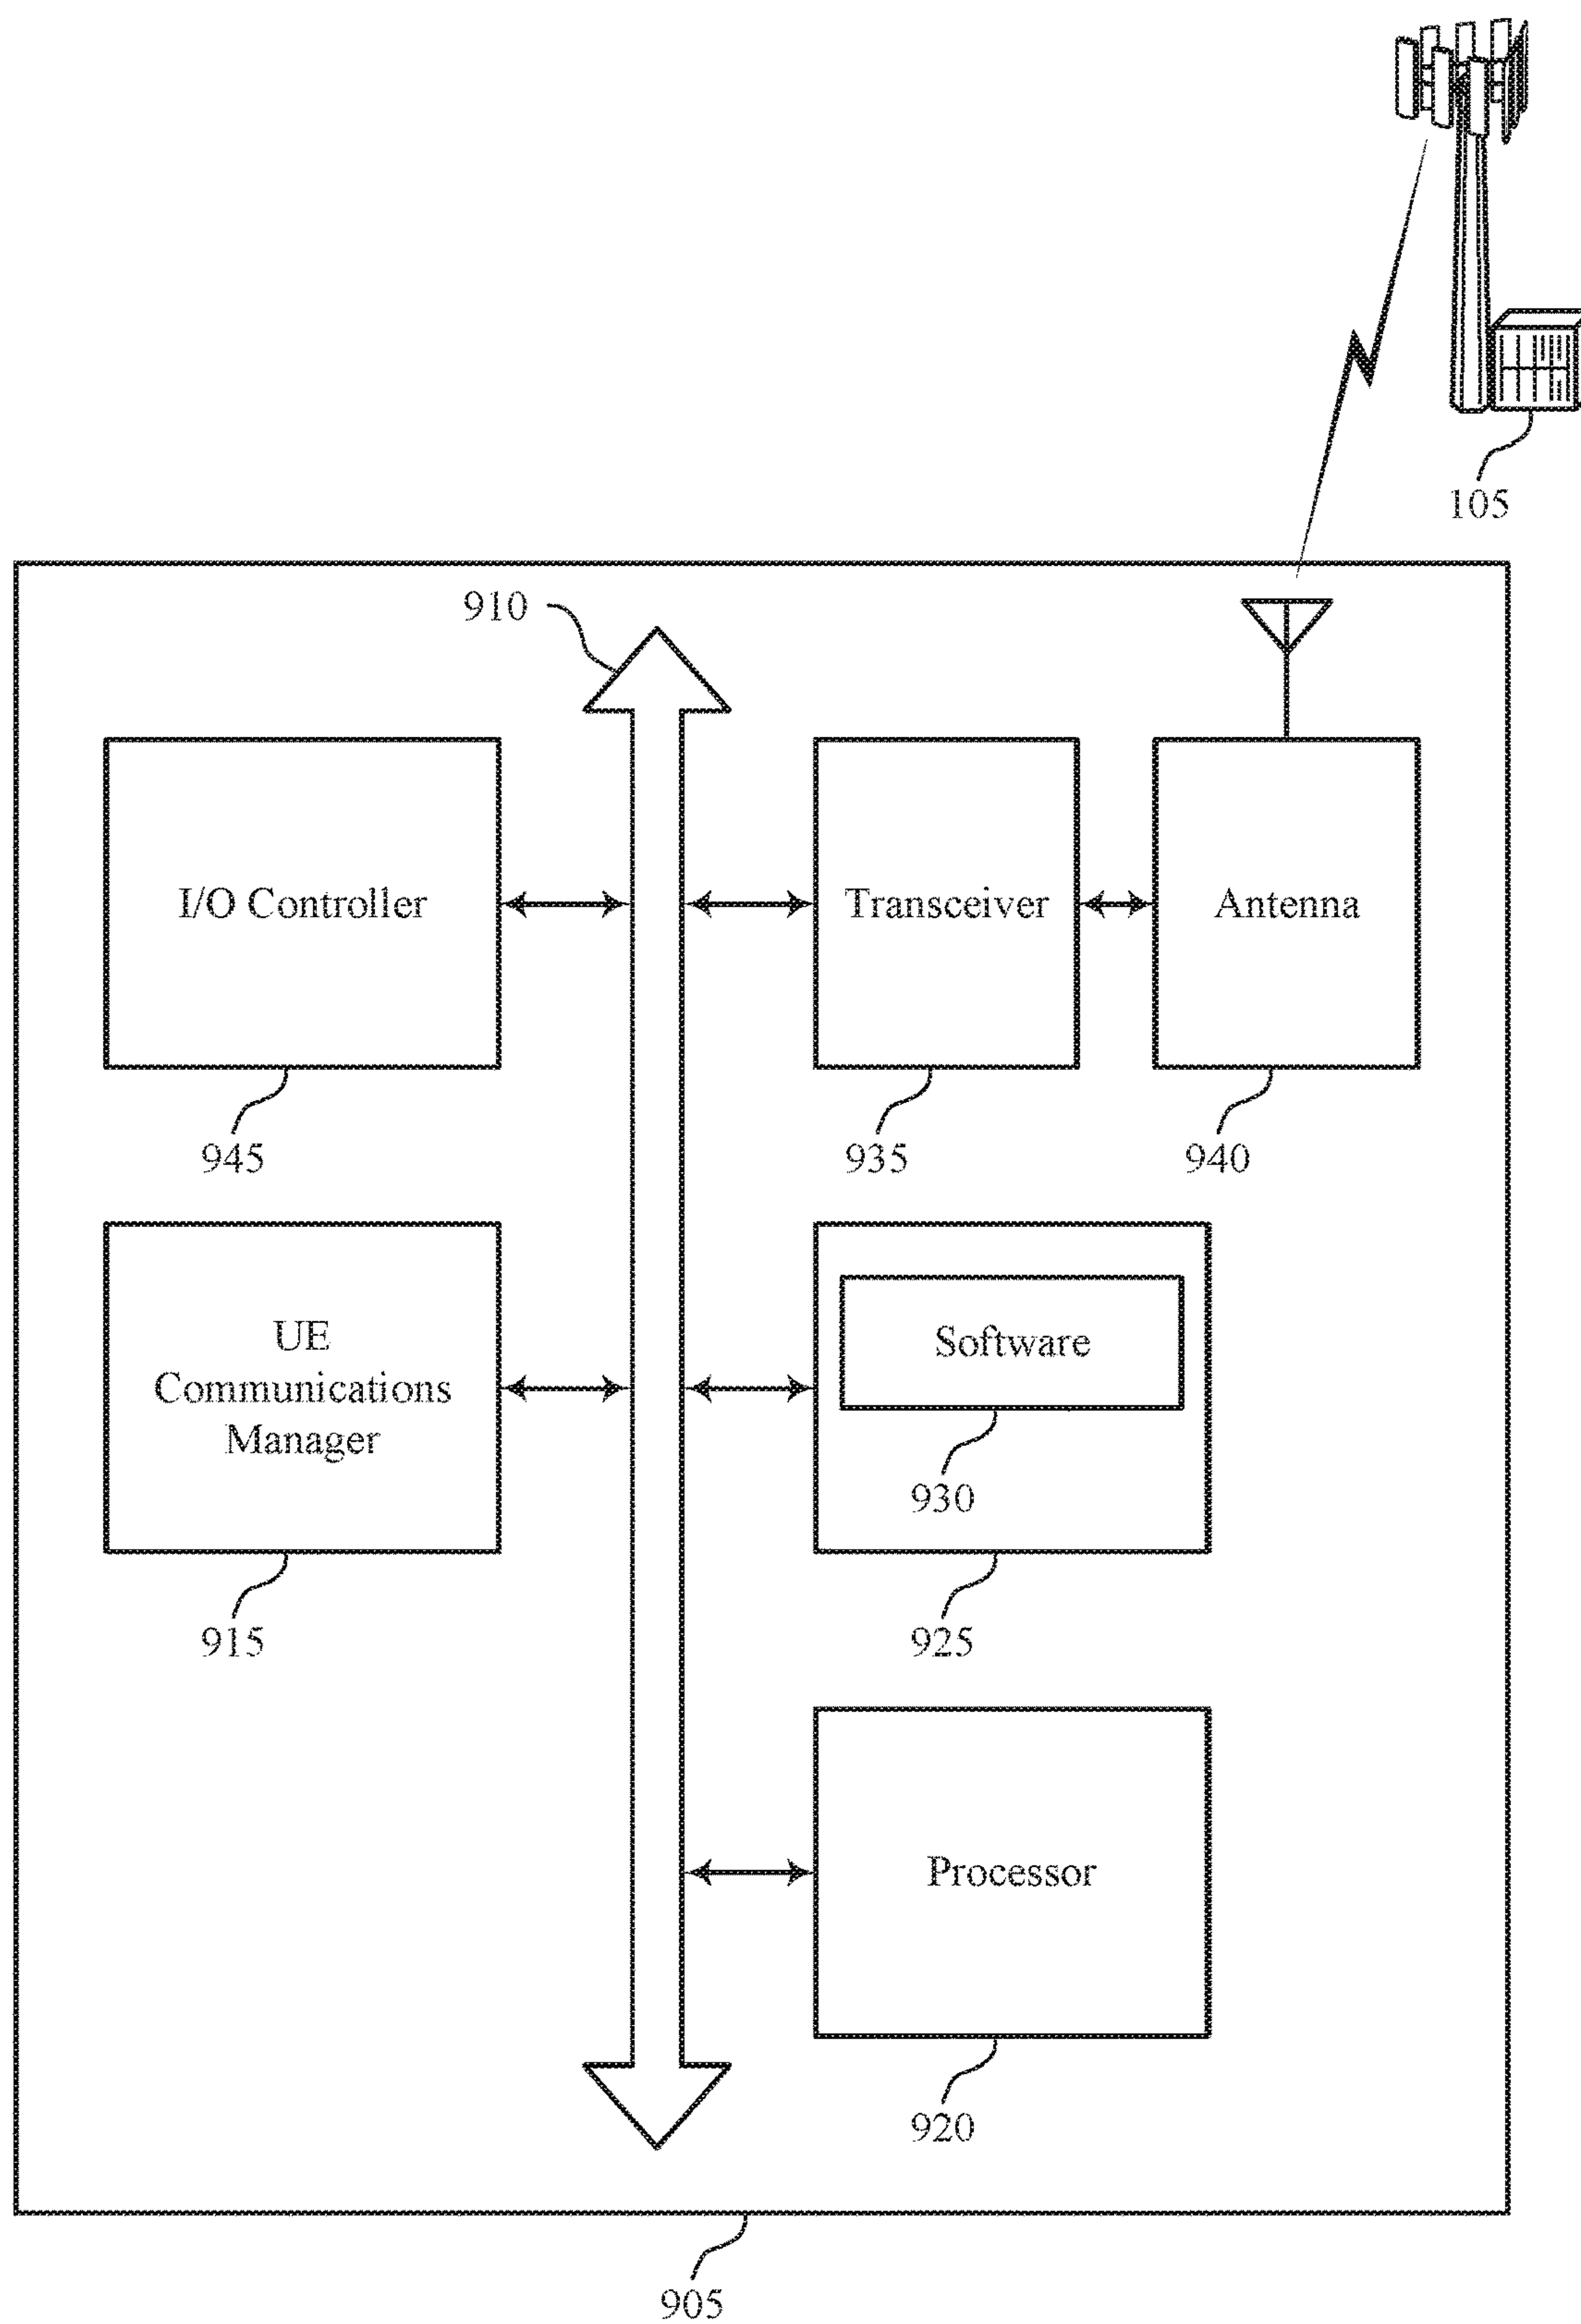 105
910
I/O Controller
Transceiver
Antenna
945
935
940
UE
Communications
Manager
Software
930
915
925
Processor
920
905